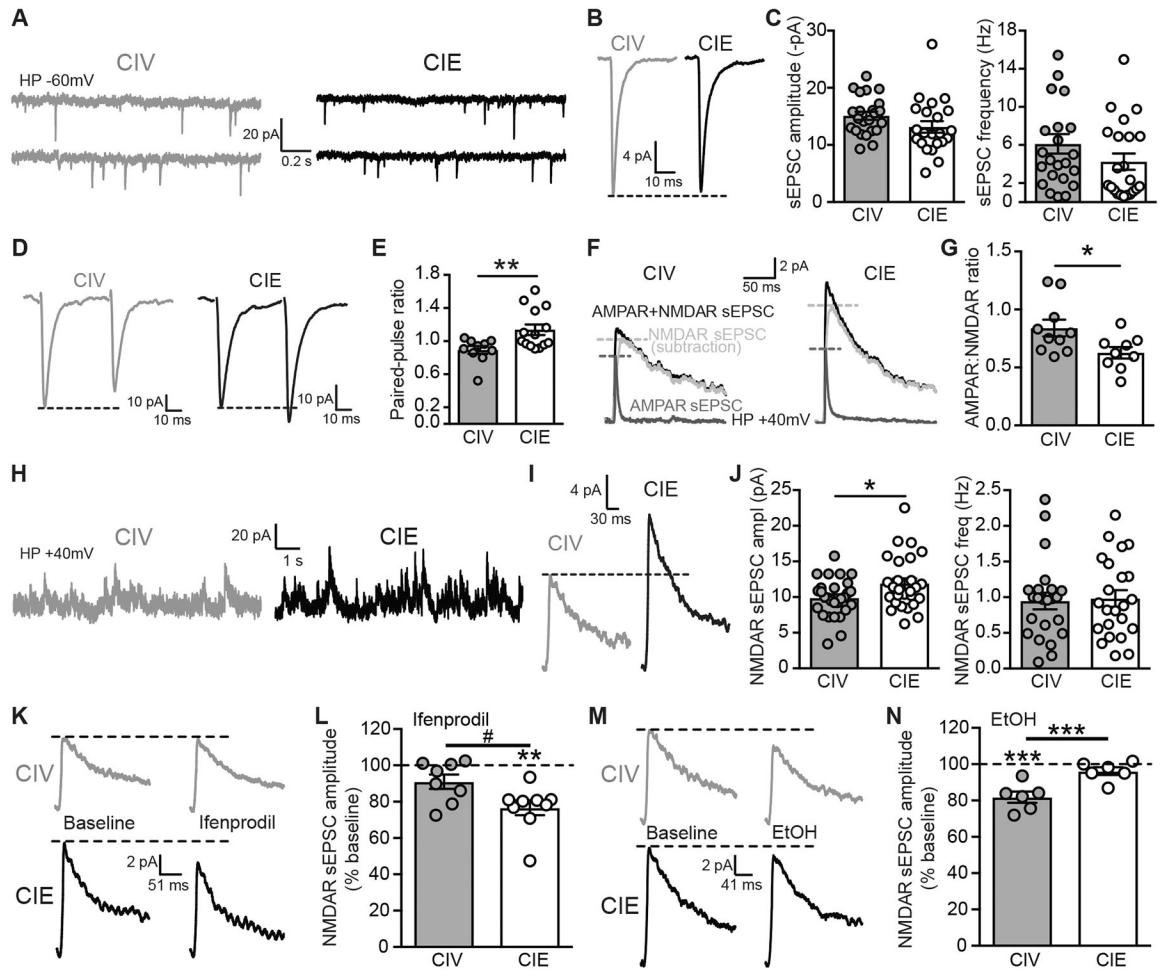 A
CIV
CIE
HP -60mV
20 pA
0.2 s
B
CIV
CIE
4 pA
10 ms
C
sEPSC amplitude (-pA)
30
20
10
0
CIV
CIE
sEPSC frequency (Hz)
18
12
6
2
0
CIV
CIE
D
CIV
CIE
10 pA
10 ms
10 pA
10 ms
E
**
Paired-pulse ratio
1.8
1.4
1.0
0.6
0.2
0.0
CIV
CIE
F
2 pA
50 ms
CIV
CIE
AMPAR+NMDAR sEPSC
NMDAR sEPSC
(subtraction)
AMPAR sEPSC
HP +40mV
G
*
AMPAR:NMDAR ratio
1.5
1.0
0.5
0.0
CIV
CIE
H
CIV
CIE
HP +40mV
20 pA
1 s
I
4 pA
30 ms
CIE
CIV
J
*
NMDAR sEPSC ampl (pA)
25
20
15
10
5
0
CIV
CIE
NMDAR sEPSC freq (Hz)
2.5
2.0
1.5
1.0
0.5
0.0
CIV
CIE
K
CIV
Baseline
Ifenprodil
2 pA
51 ms
CIE
L
Ifenprodil
#
**
NMDAR sEPSC amplitude
(% baseline)
120
100
80
60
40
20
0
CIV
CIE
M
CIV
Baseline
EtOH
2 pA
41 ms
CIE
N
EtOH
***
***
NMDAR sEPSC amplitude
(% baseline)
120
100
80
60
40
20
0
CIV
CIE